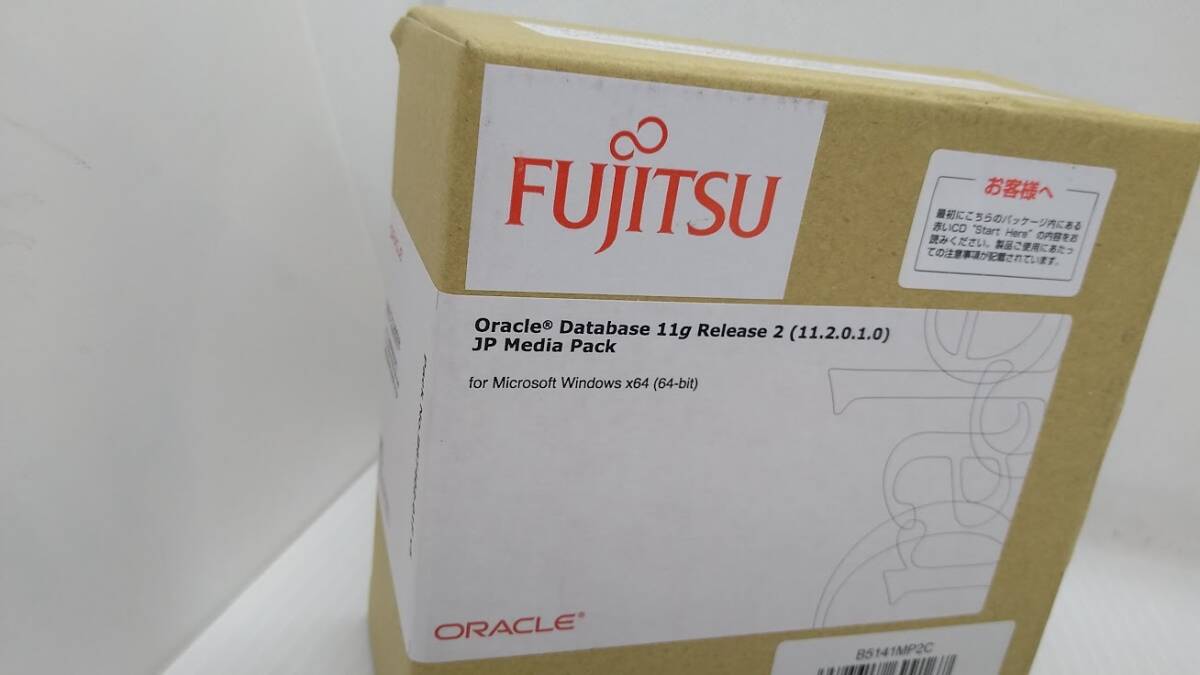 FUJITSU
お客様へ
最初にこちらのパッケージ内にある
赤いCD "Start Here" の内容をお
読みください。製品ご使用にあたっ
ての注意事項が記載されています。
Oracle® Database 11g Release 2 (11.2.0.1.0)
JP Media Pack
for Microsoft Windows x64 (64-bit)
ORACLE®
B5141MP2C
ORACLE